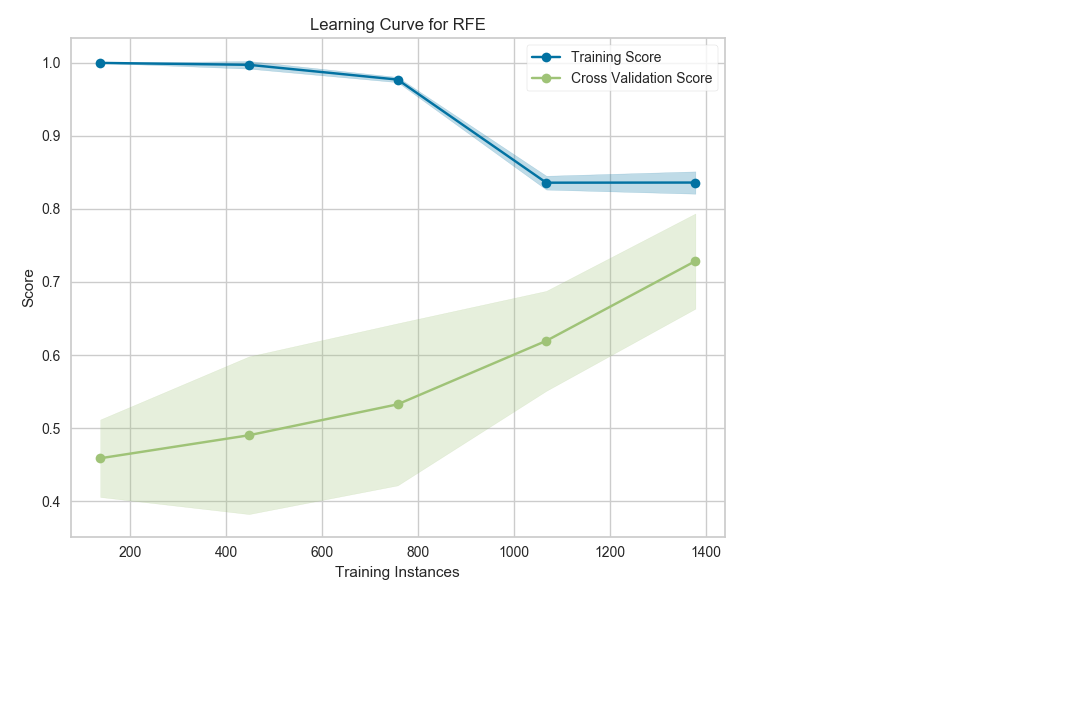 Learning Curve for RFE
Training Score
Cross Validation Score
1.0
0.9
0.8
0.7
0.6
0.5
0.4
Score
200 400 600 800 1000 1200 1400
Training Instances